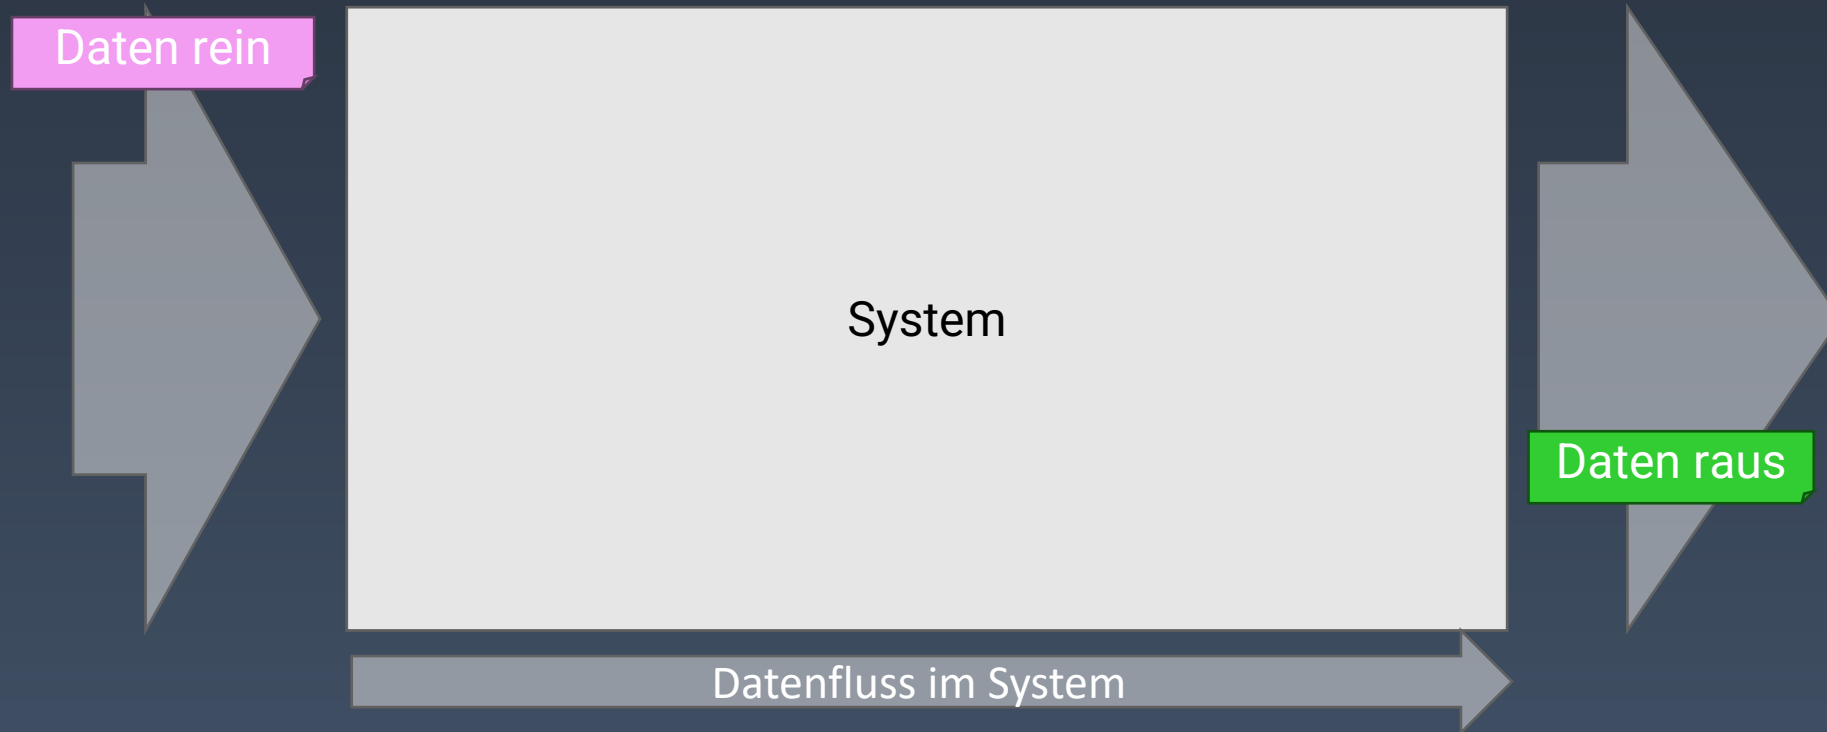 Daten rein
System
Daten raus
Datenfluss im System